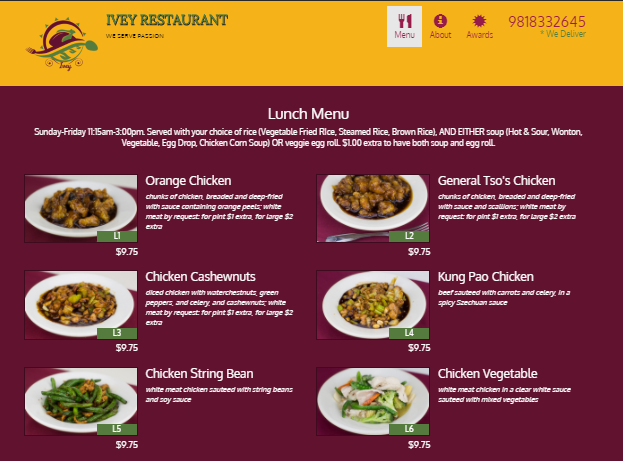 IVEY RESTAURANT
WE SERVE PASSION
Ivey
Menu
About
Awards
9818332645
* We Deliver
Lunch Menu
Sunday-Friday 11:15am-3:00pm. Served with your choice of rice (Vegetable Fried RIce, Steamed Rice, Brown Rice), AND EITHER soup (Hot & Sour, Wonton,
Vegetable, Egg Drop, Chicken Corn Soup) OR veggie egg roll. $1.00 extra to have both soup and egg roll.
Orange Chicken
chunks of chicken, breaded and deep-fried
with sauce containing orange peels; white
meat by request: for pint $1 extra, for large $2
extra
L1
$9.75
General Tso's Chicken
chunks of chicken, breaded and deep-fried
with sauce and scallions; white meat by
request: for pint $1 extra, for large $2 extra
L2
$9.75
Chicken Cashewnuts
diced chicken with waterchestnuts, green
peppers, and celery, and cashewnuts; white
meat by request: for pint $1 extra, for large $2
extra
L3
$9.75
Kung Pao Chicken
beef sauteed with carrots and celery, in a
spicy Szechuan sauce
L4
$9.75
Chicken String Bean
white meat chicken sauteed with string beans
and soy sauce
L5
$9.75
Chicken Vegetable
white meat chicken in a clear white sauce
sauteed with mixed vegetables
L6
$9.75